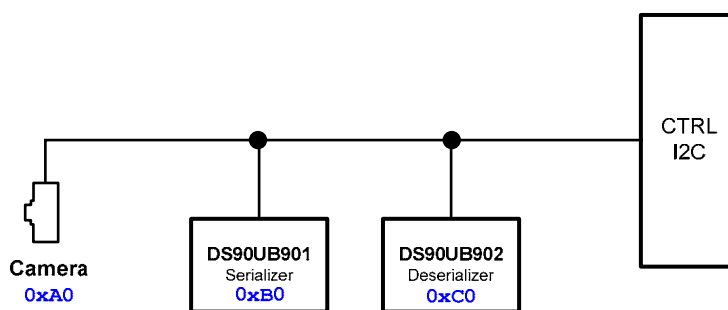 CTRL
I2C
Camera
0xA0
DS90UB901
Serializer
0xB0
DS90UB902
Deserializer
0xC0